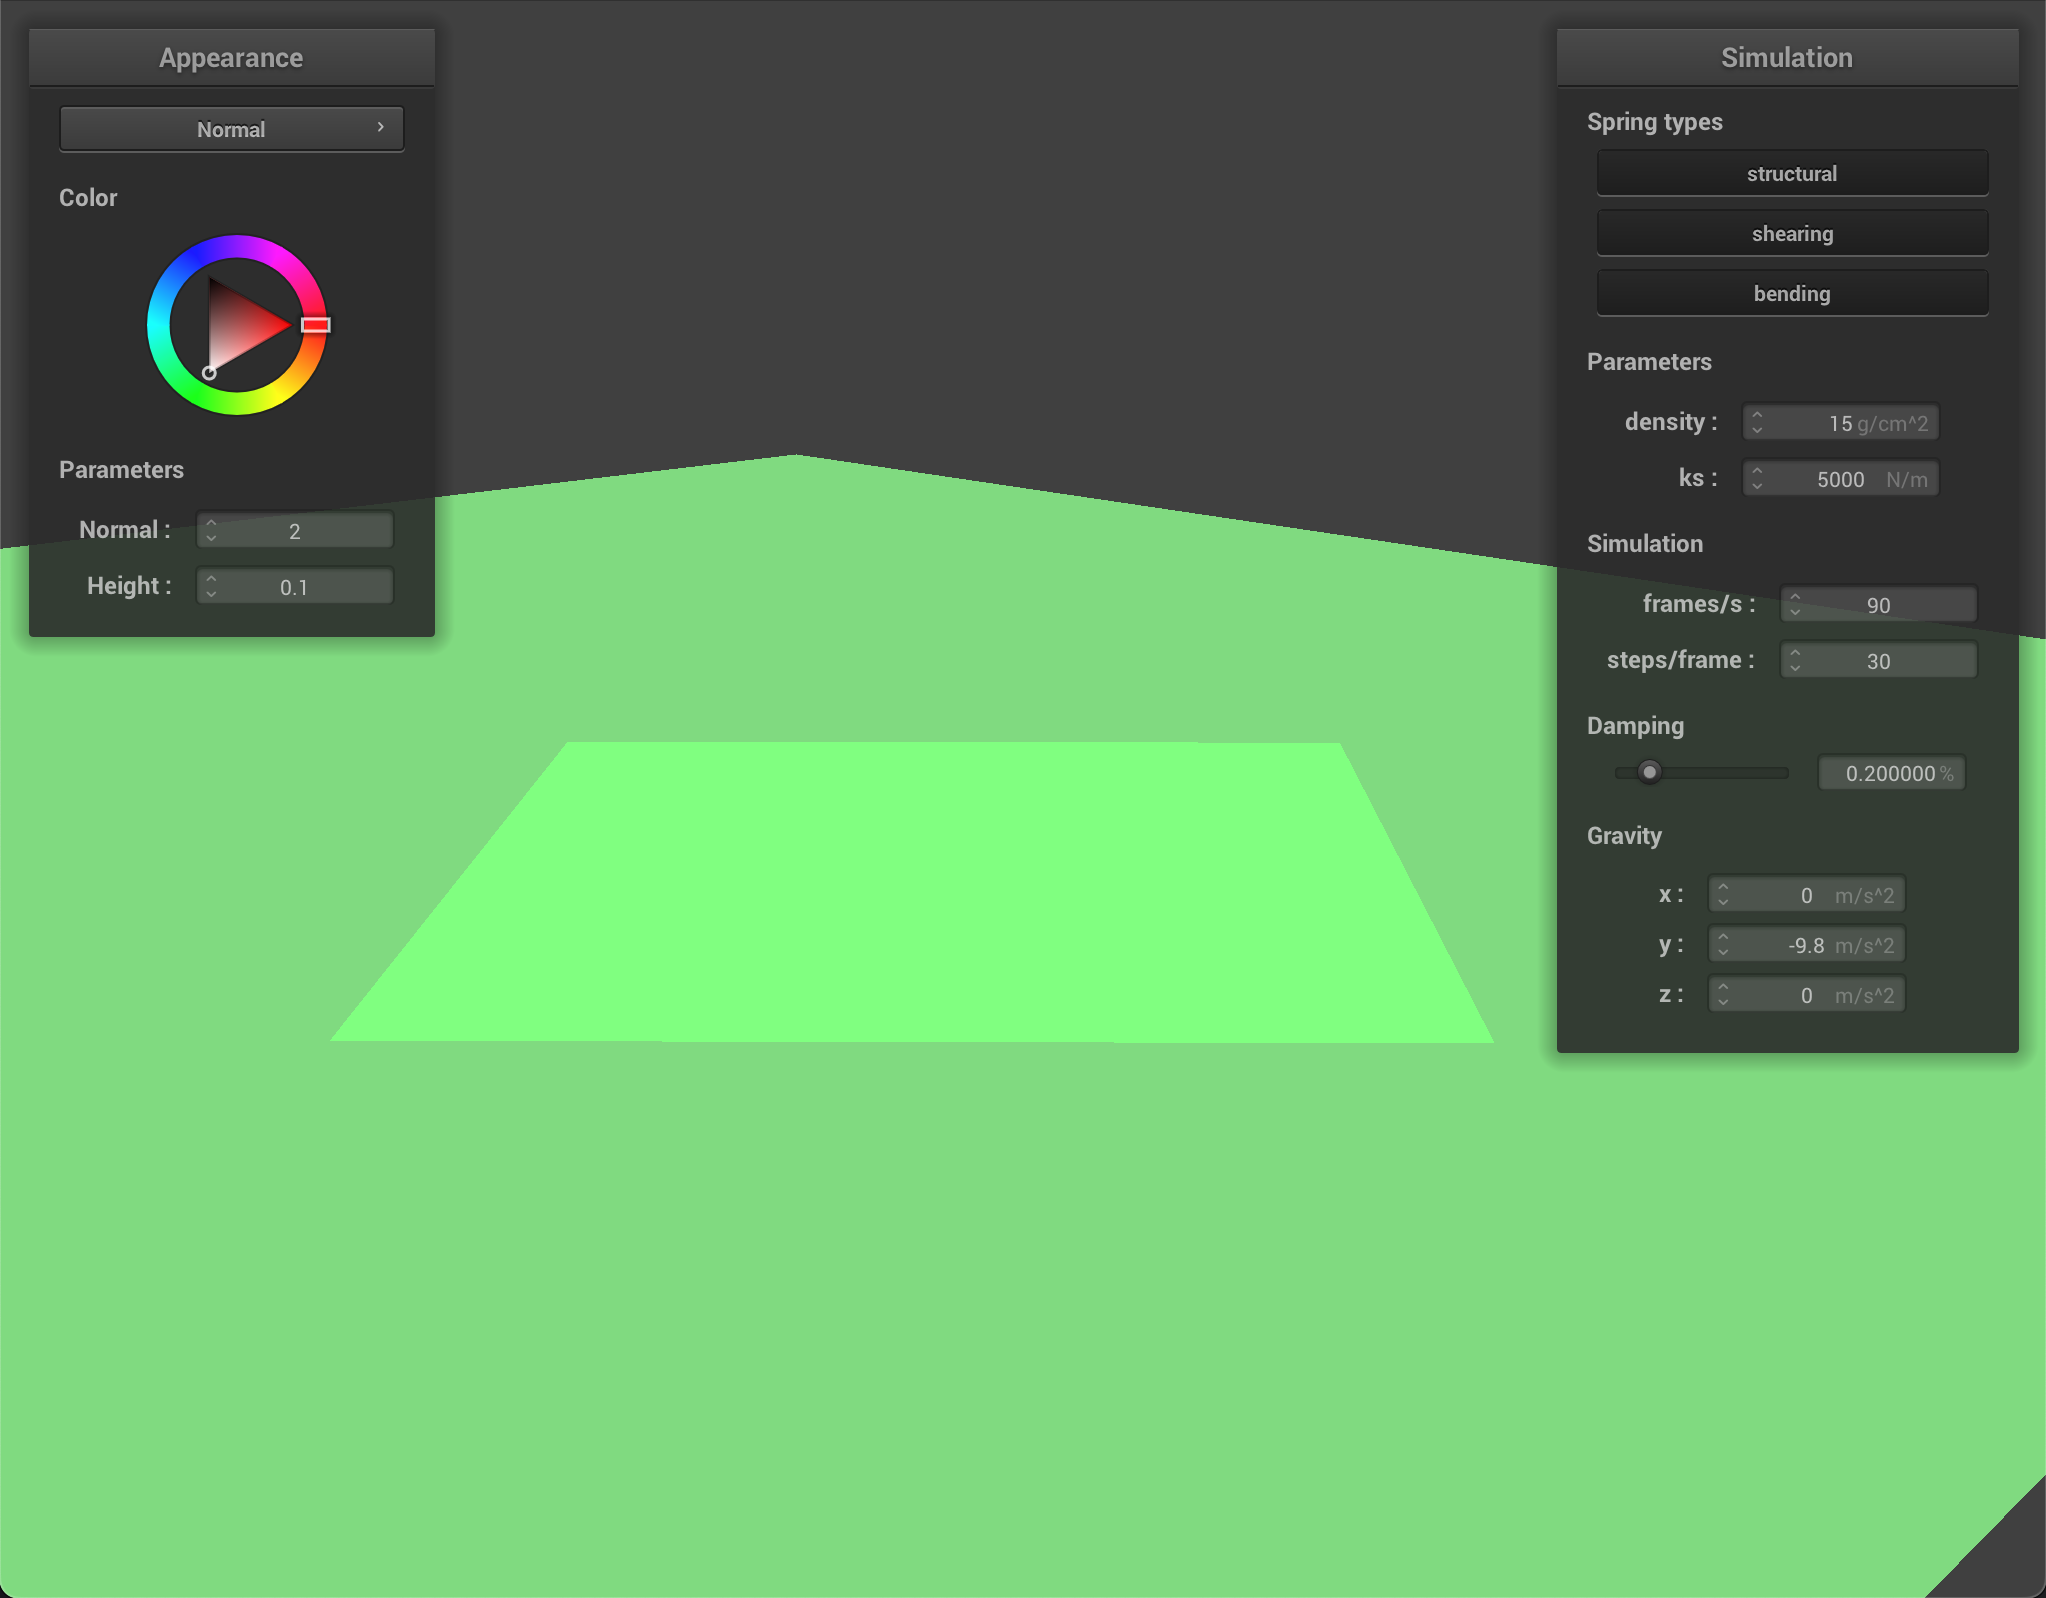 Appearance
Normal
Color
Parameters
Normal : 2
Height : 0.1
Simulation
Spring types
structural
shearing
bending
Parameters
density : 15 g/cm^2
ks : 5000 N/m
Simulation
frames/s : 90
steps/frame : 30
Damping
0.200000 %
Gravity
x : 0 m/s^2
y : -9.8 m/s^2
z : 0 m/s^2